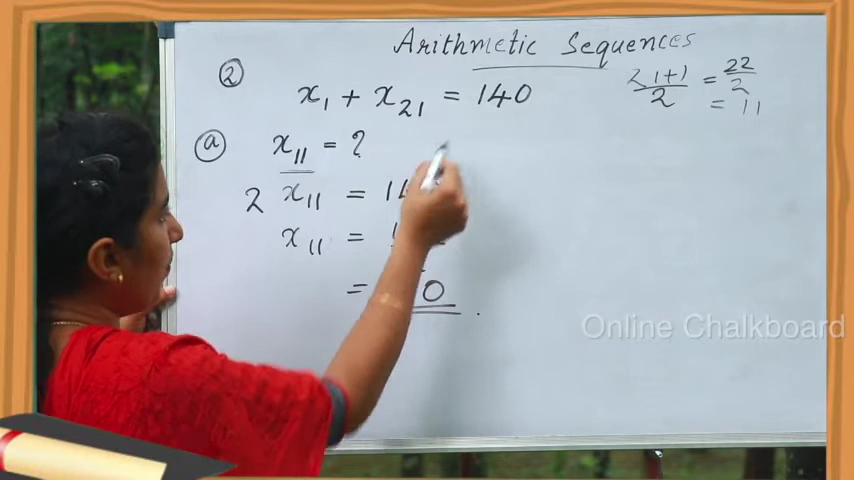 Arithmetic Sequences
② x₁ + x₂₁ = 140
21+1/2 = 22/2
= 11
ⓐ x₁₁ = ?
2 x₁₁ = 14
x₁₁ =
= 0
Online Chalkboard